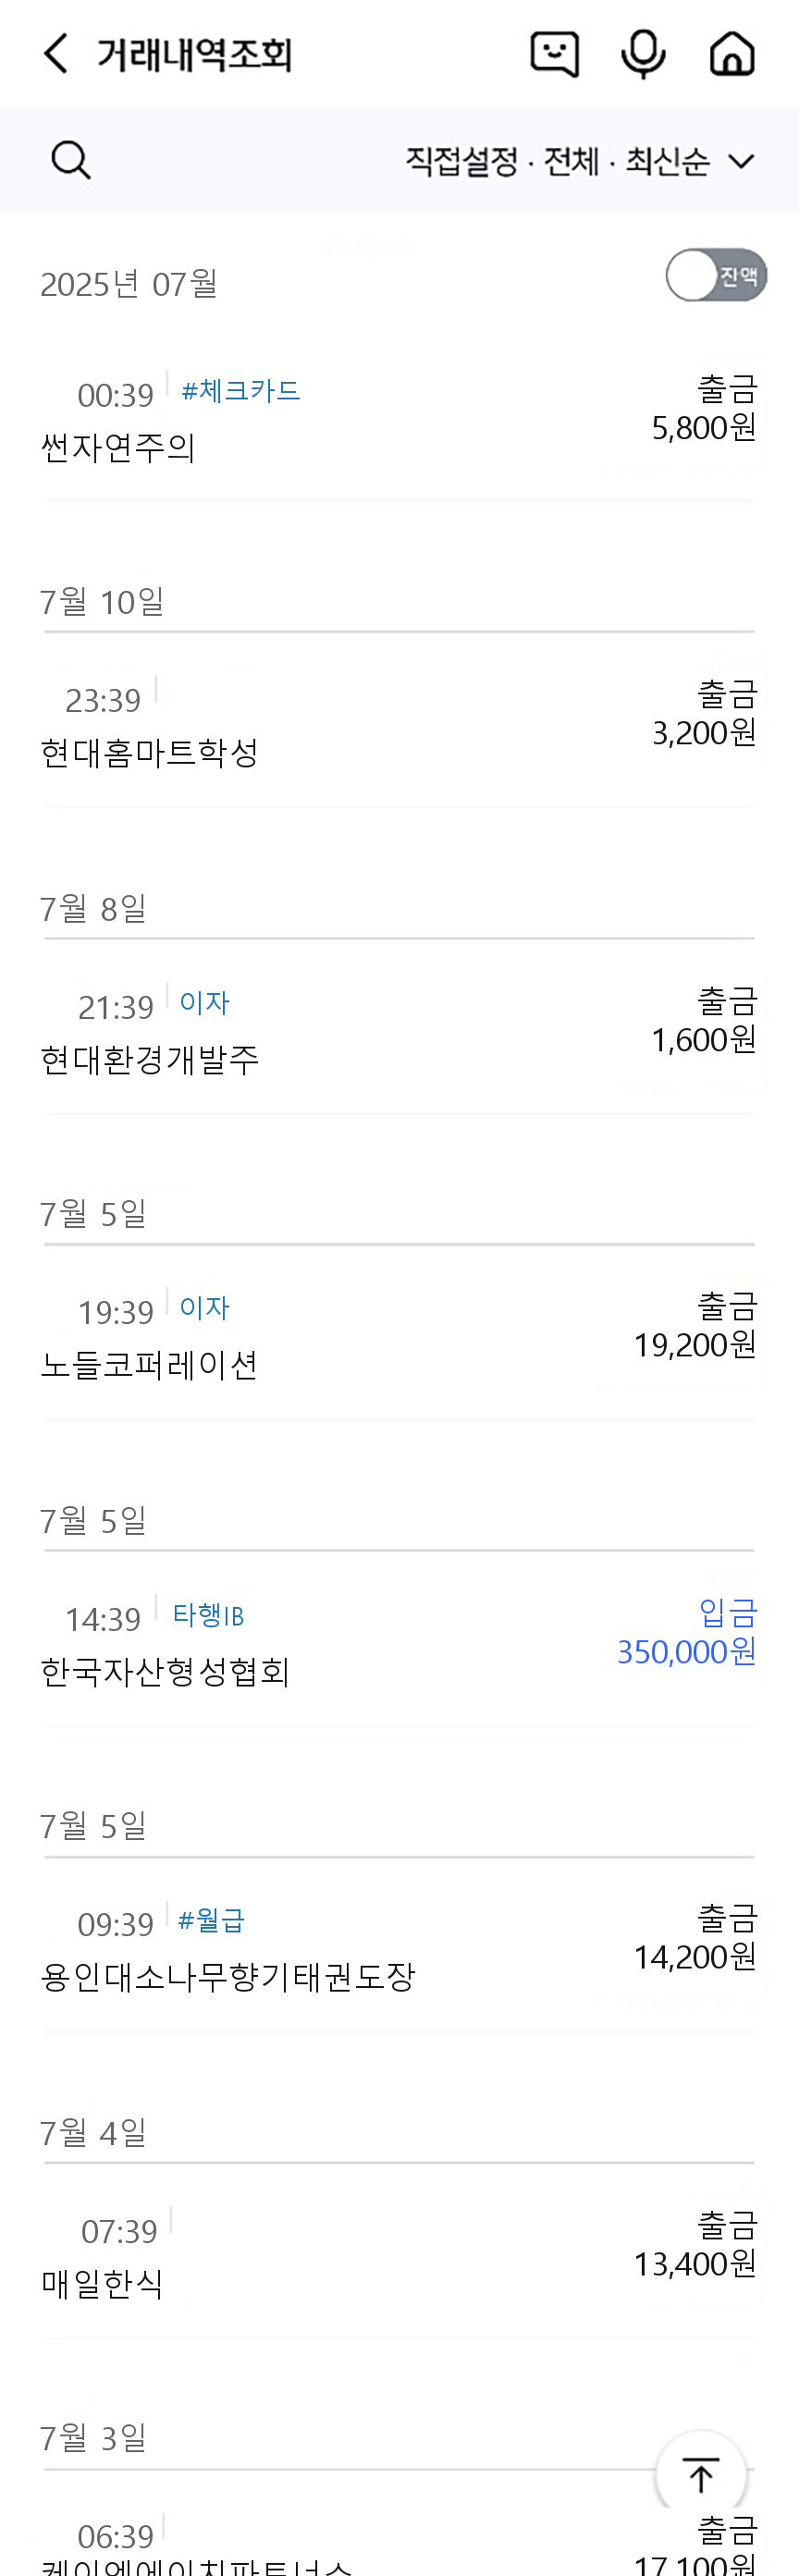 거래내역조회
직접설정 · 전체 · 최신순
2025년 07월
잔액
00:39 #체크카드
출금
5,800원
썬자연주의
7월 10일
23:39
출금
3,200원
현대홈마트학성
7월 8일
21:39 이자
출금
1,600원
현대환경개발주
7월 5일
19:39 이자
출금
19,200원
노들코퍼레이션
7월 5일
14:39 타행IB
입금
350,000원
한국자산형성협회
7월 5일
09:39 #월급
출금
14,200원
용인대소나무향기태권도장
7월 4일
07:39
출금
13,400원
매일한식
7월 3일
06:39
출금
17,100원
케이엠에이치파트너스